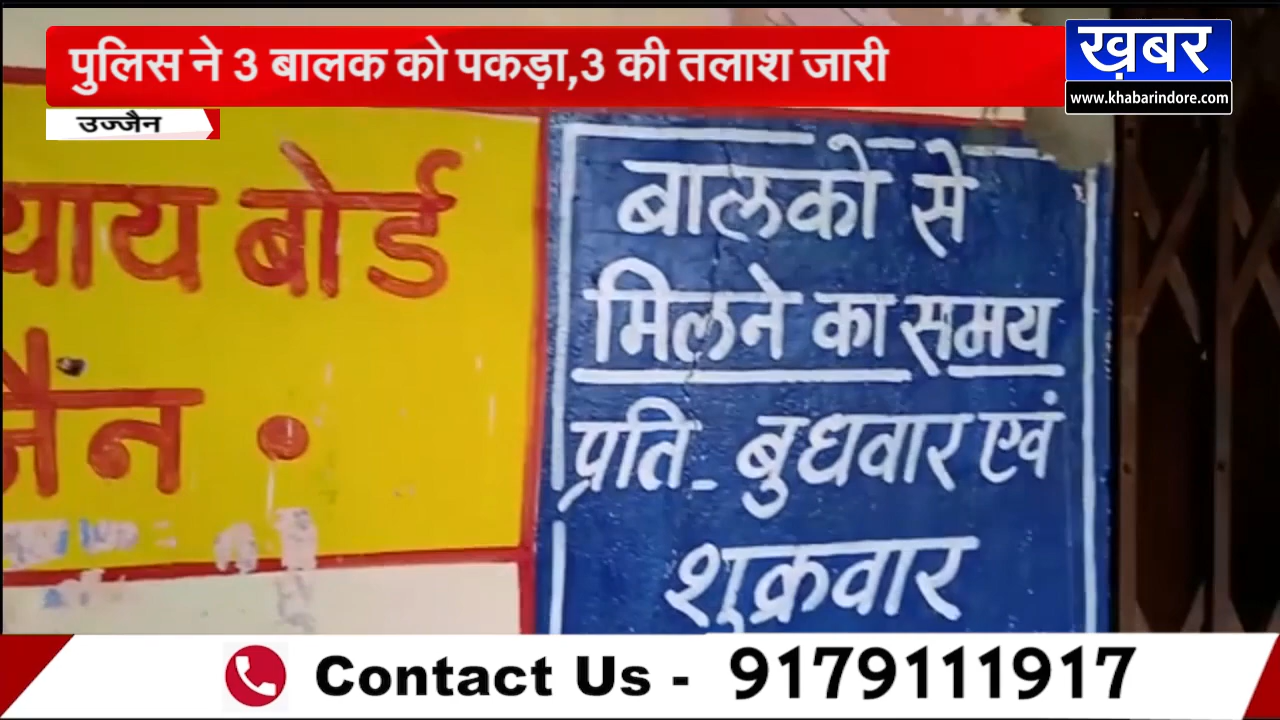 पुलिस ने 3 बालक को पकड़ा,3 की तलाश जारी
ख़बर
www.khabarindore.com
उज्जैन
बोर्ड
बालको से
मिलने का समय
प्रति - बुधवार एवं
शुक्रवार
Contact Us - 9179111917